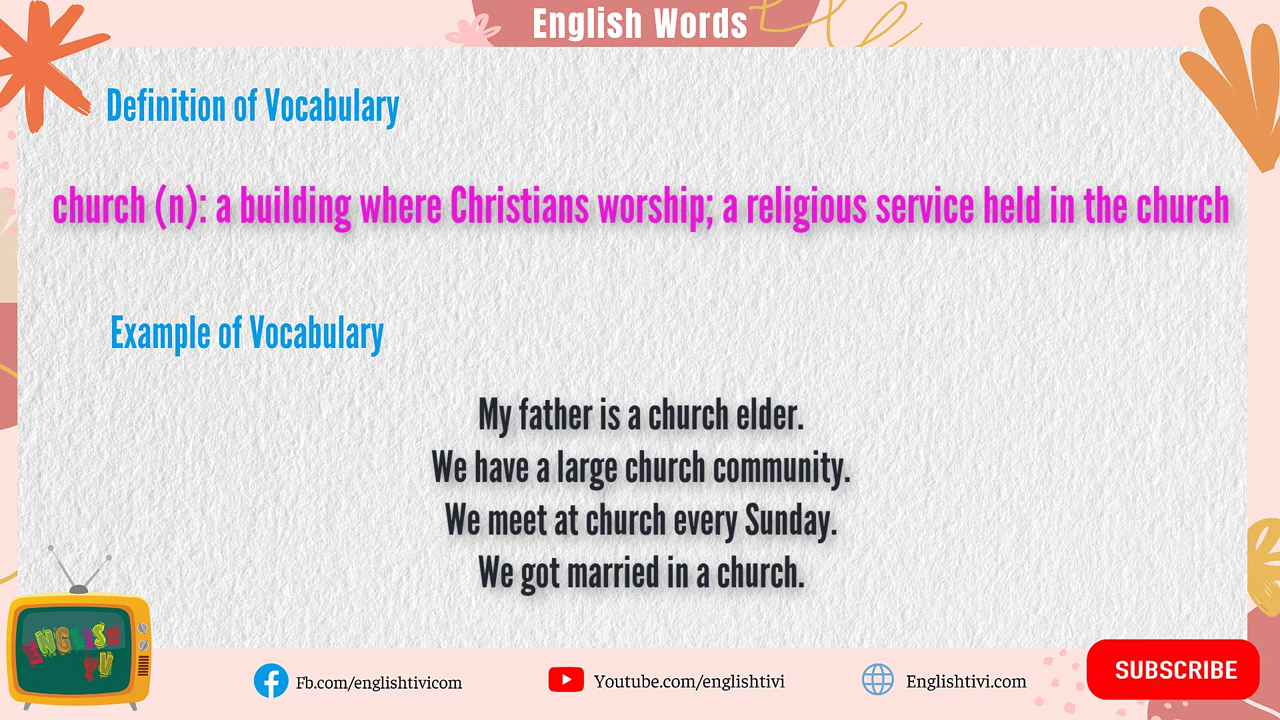 English Words
Definition of Vocabulary
church (n): a building where Christians worship; a religious service held in the church
Example of Vocabulary
My father is a church elder.
We have a large church community.
We meet at church every Sunday.
We got married in a church.
ENGLISH
TV
Fb.com/englishtivicom
Youtube.com/englishtivi
Englishtivi.com
SUBSCRIBE